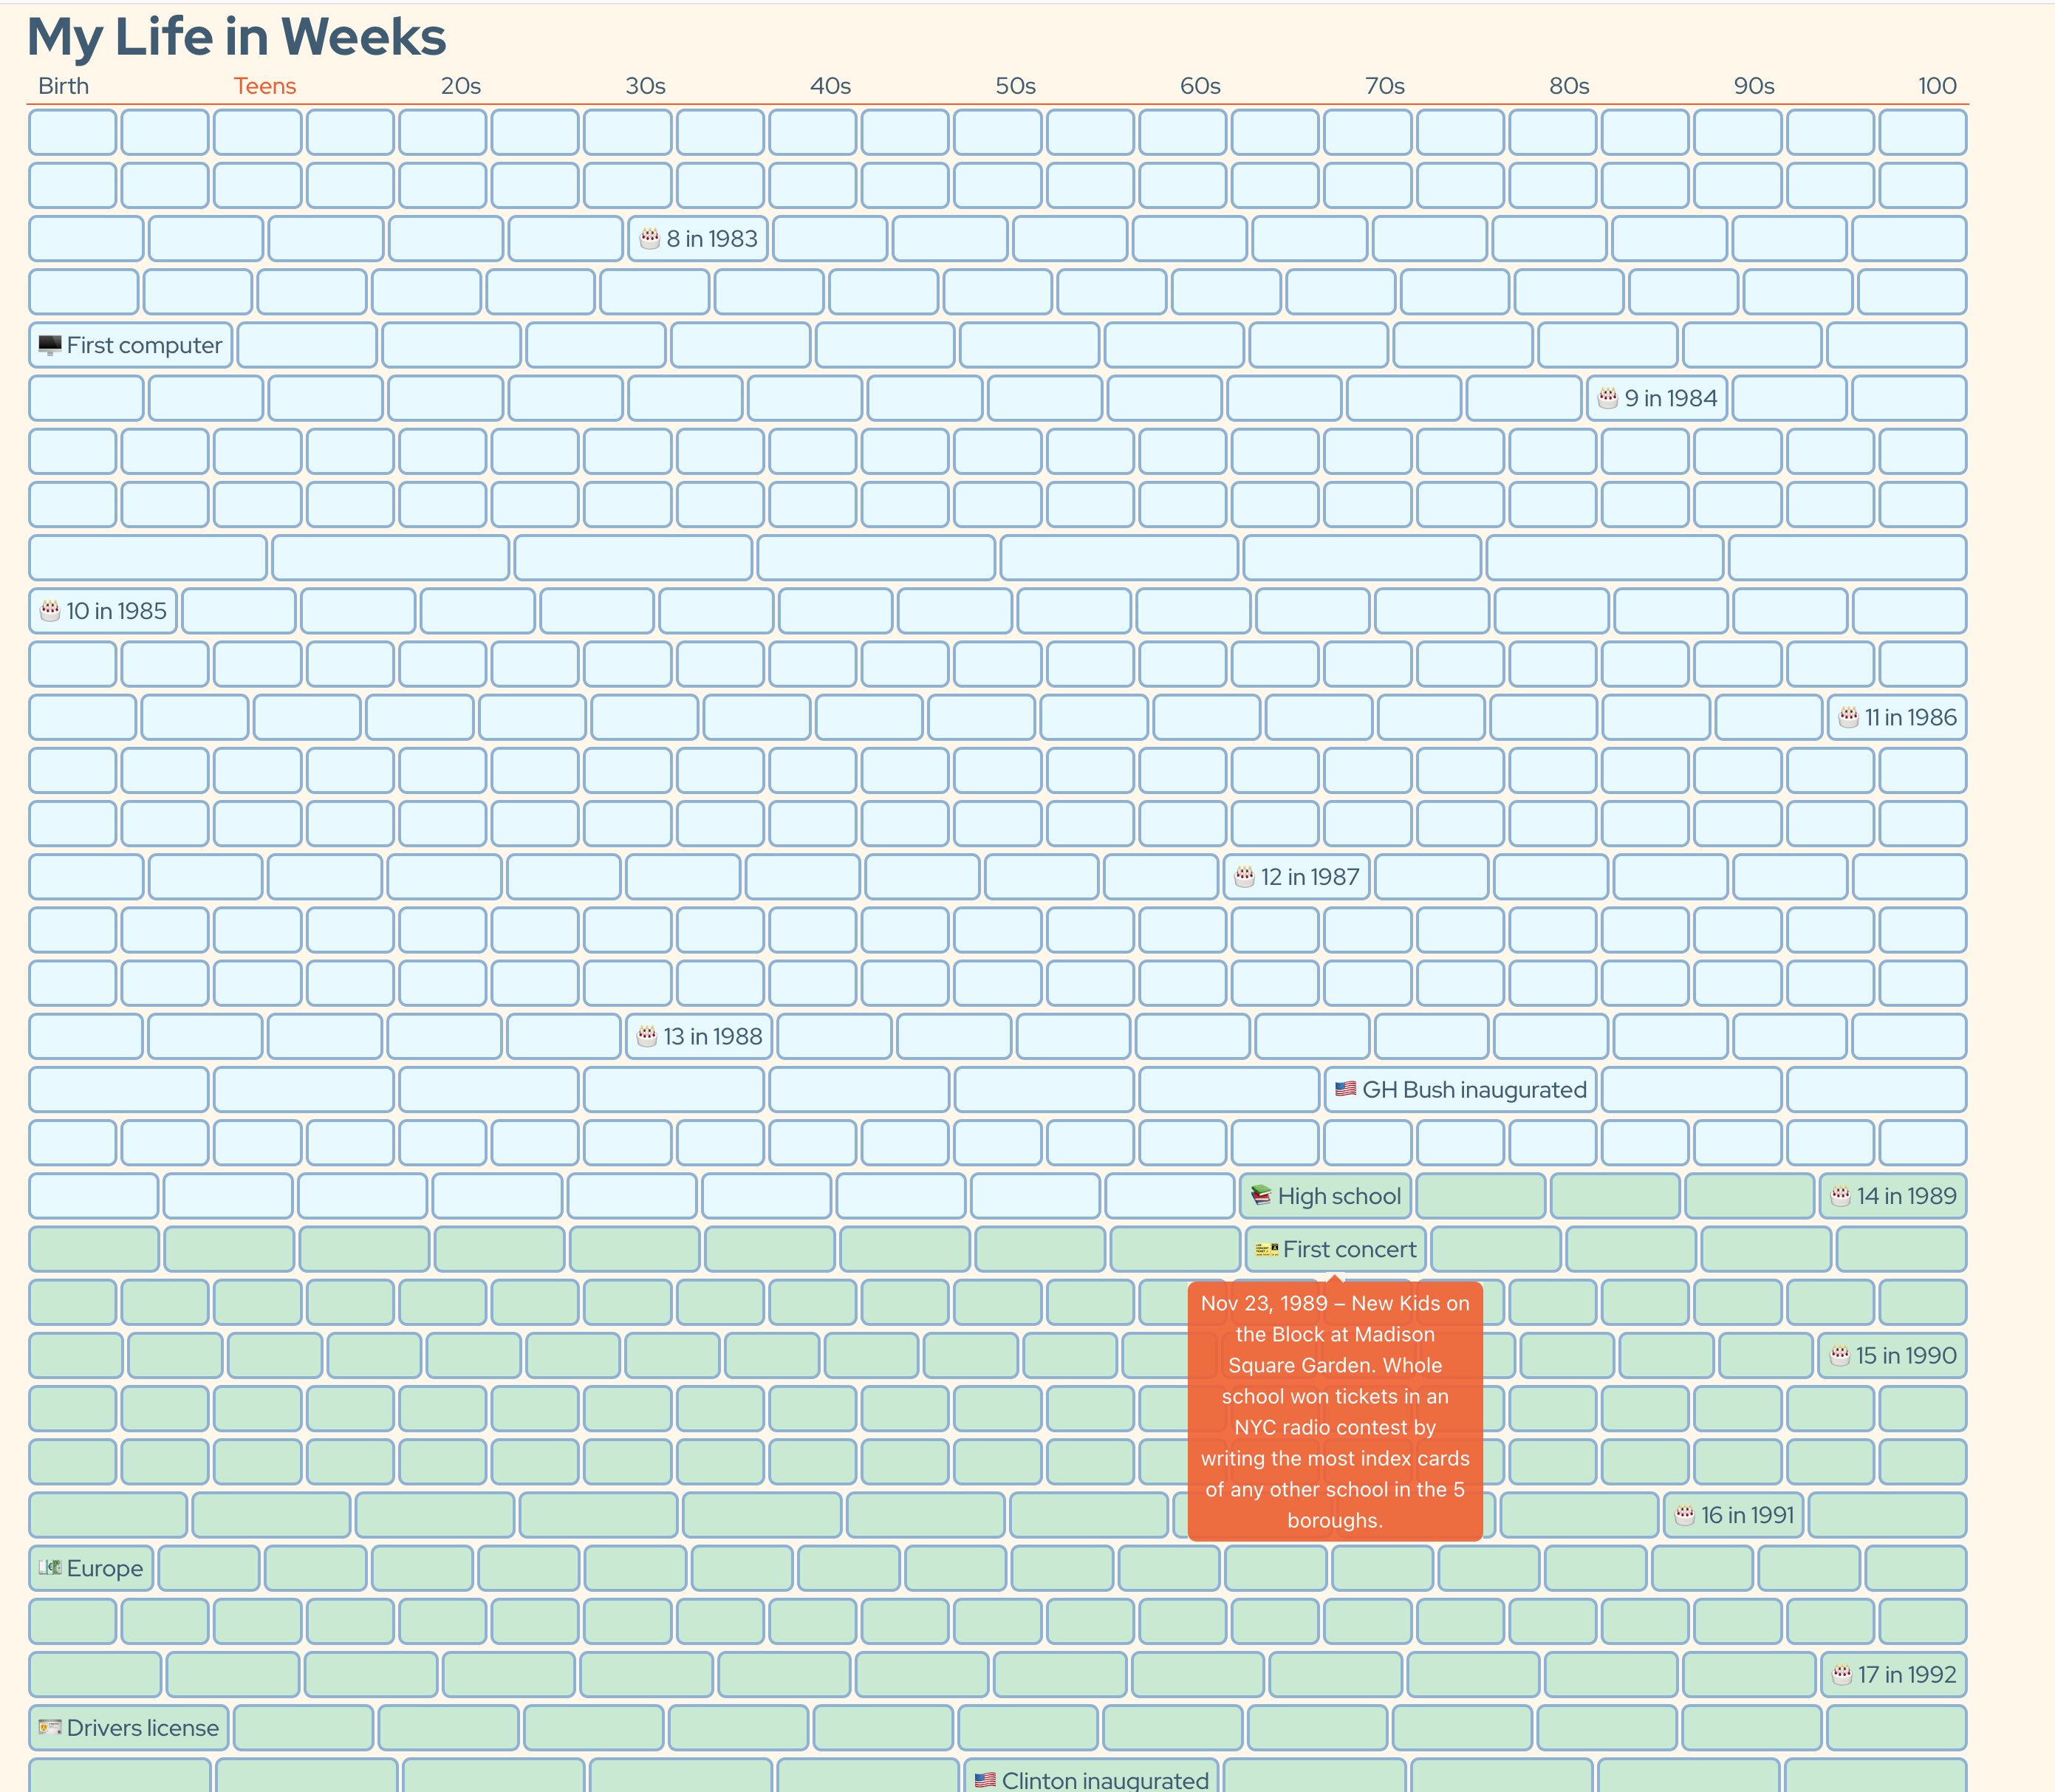 My Life in Weeks
Birth Teens 20s 30s 40s 50s 60s 70s 80s 90s 100
8 in 1983
First computer
9 in 1984
10 in 1985
11 in 1986
12 in 1987
13 in 1988
GH Bush inaugurated
High school 14 in 1989
First concert
Nov 23, 1989 – New Kids on
the Block at Madison
Square Garden. Whole
school won tickets in an
NYC radio contest by
writing the most index cards
of any other school in the 5
boroughs.
15 in 1990
16 in 1991
Europe
17 in 1992
Drivers license
Clinton inaugurated